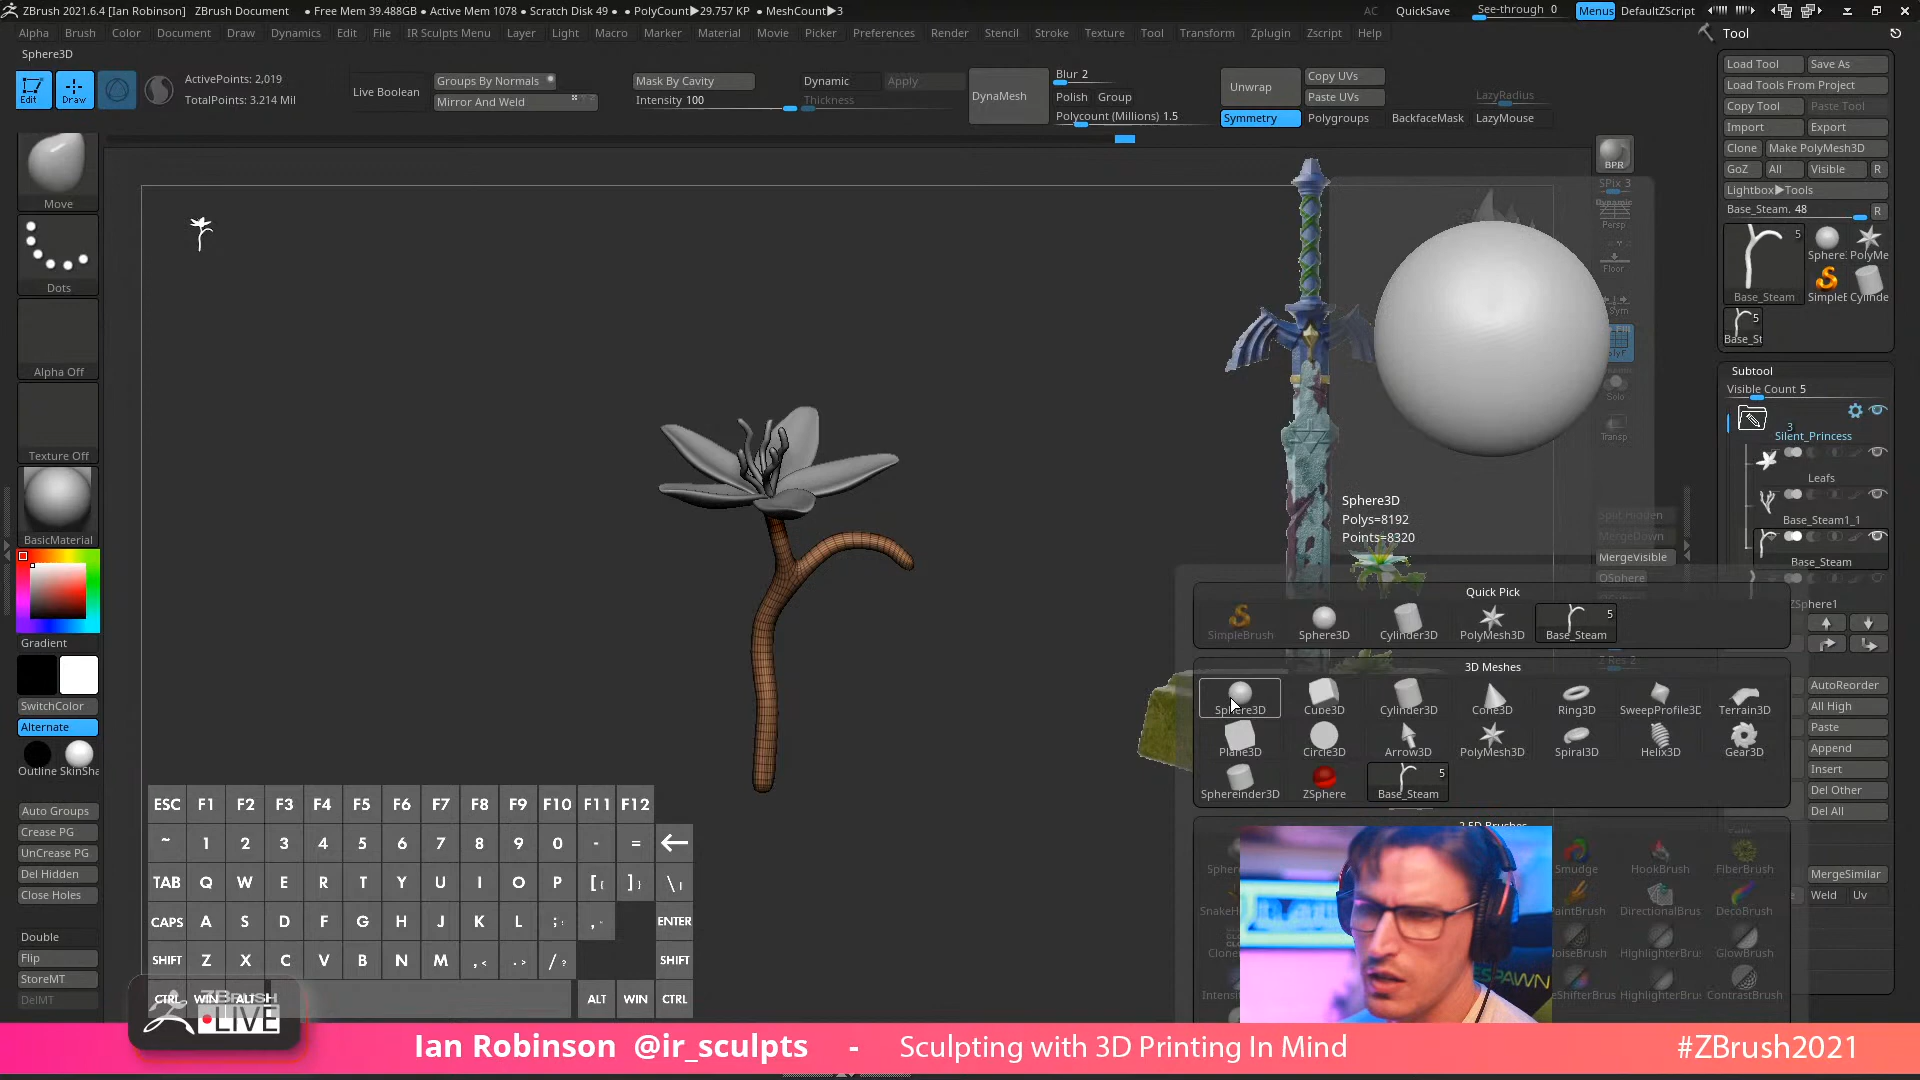 ZBrush 2021.6.4 [Ian Robinson] ZBrush Document • Free Mem 39.488GB • Active Mem 1078 • Scratch Disk 49 • PolyCount▶29.757 KP • MeshCount▶3 AC QuickSave See-through 0 Menus DefaultZScript
Alpha Brush Color Document Draw Dynamics Edit File IR Sculpts Menu Layer Light Macro Marker Material Movie Picker Preferences Render Stencil Stroke Texture Tool Transform Zplugin Zscript Help
Sphere3D
Edit
Draw
ActivePoints: 2,019
TotalPoints: 3.214 Mil
Live Boolean
Groups By Normals
Mirror And Weld
Mask By Cavity
Intensity 100
Dynamic
Apply
Thickness
DynaMesh
Blur 2
Polish Group
Polycount (Millions) 1.5
Unwrap
Copy UVs
Paste UVs
Symmetry
Polygroups
BackfaceMask
LazyRadius
LazyMouse
Move
Dots
Alpha Off
Texture Off
BasicMaterial
Gradient
SwitchColor
Alternate
Outline SkinSha
Auto Groups
Crease PG
UnCrease PG
Del Hidden
Close Holes
Double
Flip
StoreMT
DelMT
BPR
SPix 3
Dynamic
Persp
Floor
Sym
Solo
Transp
Split Hidden
MergeDown
MergeVisible
Sphere3D
Polys=8192
Points=8320
Quick Pick
SimpleBrush Sphere3D Cylinder3D PolyMesh3D 5 Base_Steam
3D Meshes
Sphere3D Cube3D Cylinder3D Cone3D Ring3D SweepProfile3D Terrain3D
Plane3D Circle3D Arrow3D PolyMesh3D Spiral3D Helix3D Gear3D
Sphereinder3D ZSphere 5 Base_Steam
Smudge HookBrush FiberBrush
DirectionalBrus DecoBrush
HighlighterBru GlowBrush
HighlighterBru ContrastBrush
Tool
Load Tool Save As
Load Tools From Project
Copy Tool Paste Tool
Import Export
Clone Make PolyMesh3D
GoZ All Visible R
Lightbox▶Tools
Base_Steam. 48 R
5
Base_Steam
Sphere. PolyMe
SimpleE Cylinde
5
Base_St
Subtool
Visible Count 5
3
Silent_Princess
Leafs
Base_Steam1_1
Base_Steam
ZSphere1
AutoReorder
All High
Paste
Append
Insert
Del Other
Del All
MergeSimilar
Weld Uv
ESC F1 F2 F3 F4 F5 F6 F7 F8 F9 F10 F11 F12
~ 1 2 3 4 5 6 7 8 9 0 - =
TAB Q W E R T Y U I O P [{ ]} \|
CAPS A S D F G H J K L ;: ENTER
SHIFT Z X C V B N M ,< .> /? SHIFT
CTRL WIN ALT ALT WIN CTRL
ZBRUSH
LIVE
Ian Robinson @ir_sculpts - Sculpting with 3D Printing In Mind #ZBrush2021